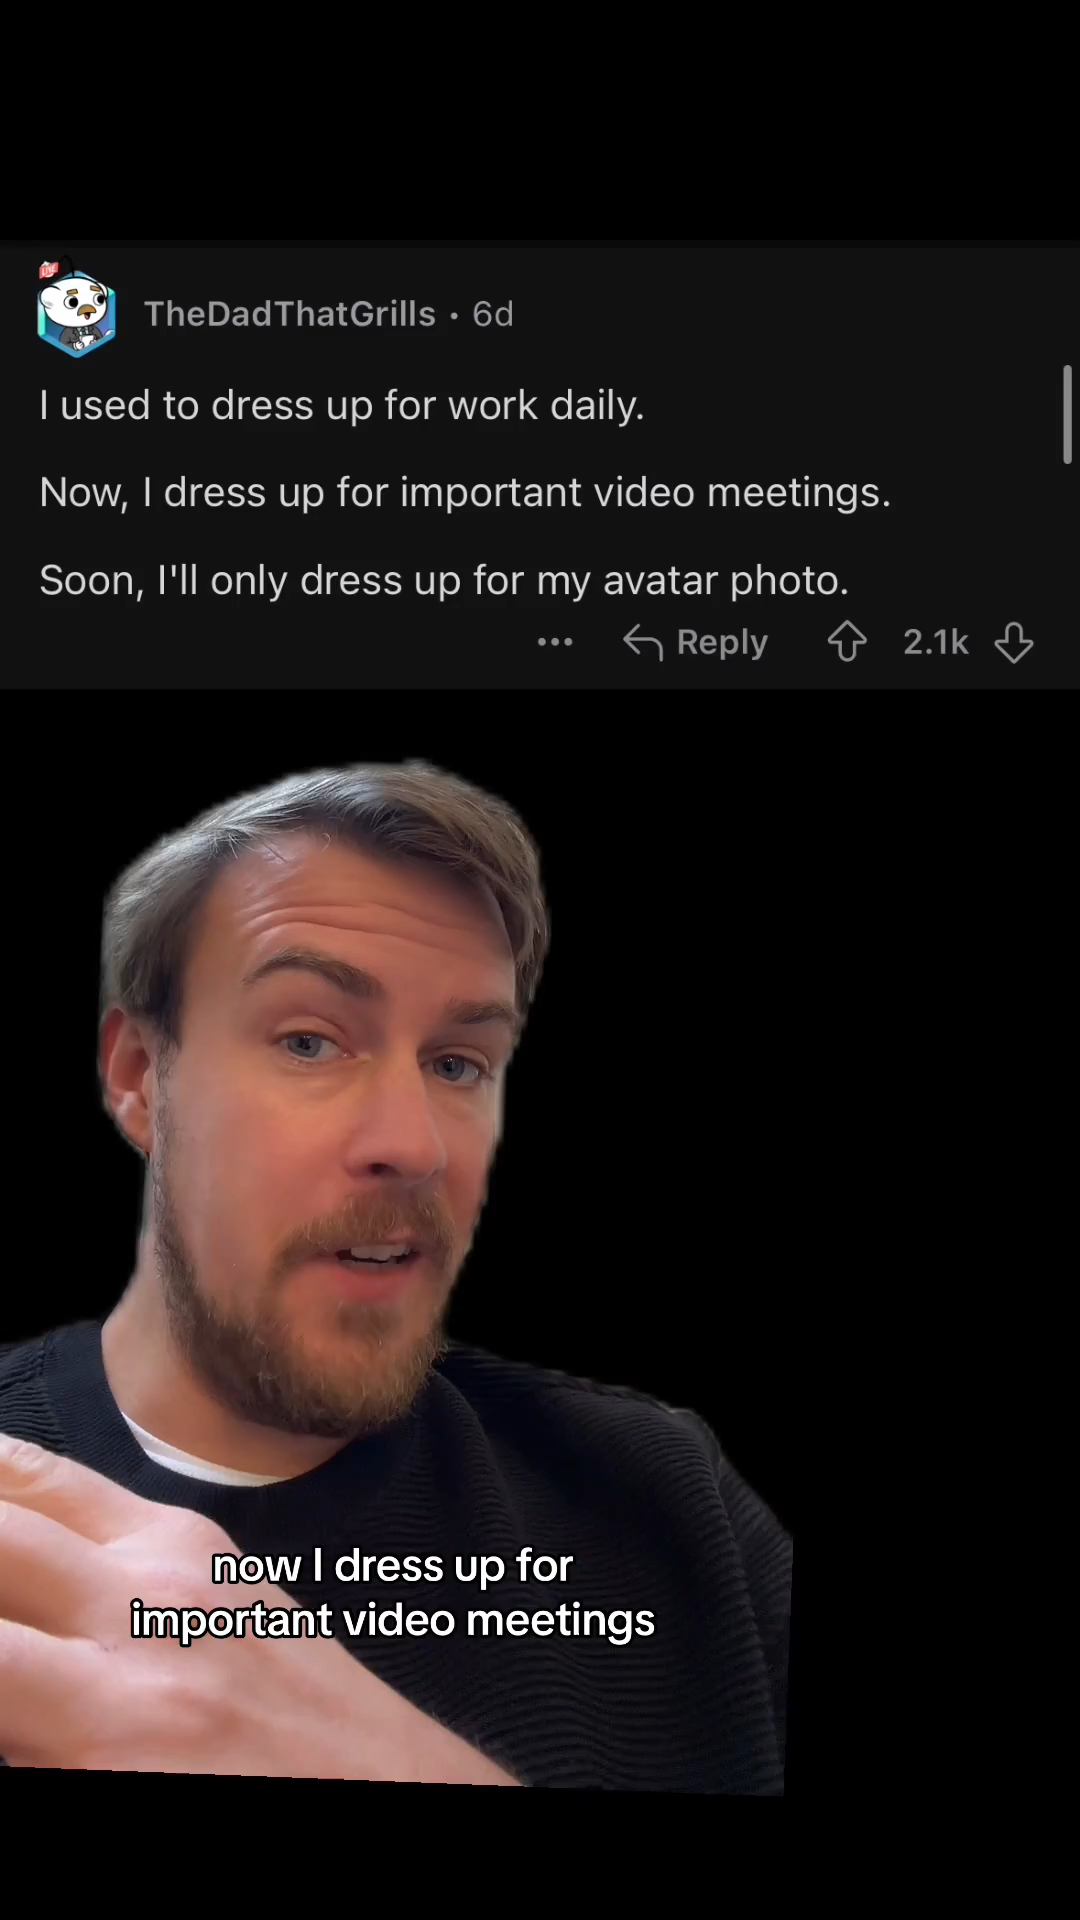 LIVE
TheDadThatGrills • 6d
I used to dress up for work daily.
Now, I dress up for important video meetings.
Soon, I'll only dress up for my avatar photo.
••• Reply 2.1k
now I dress up for
important video meetings